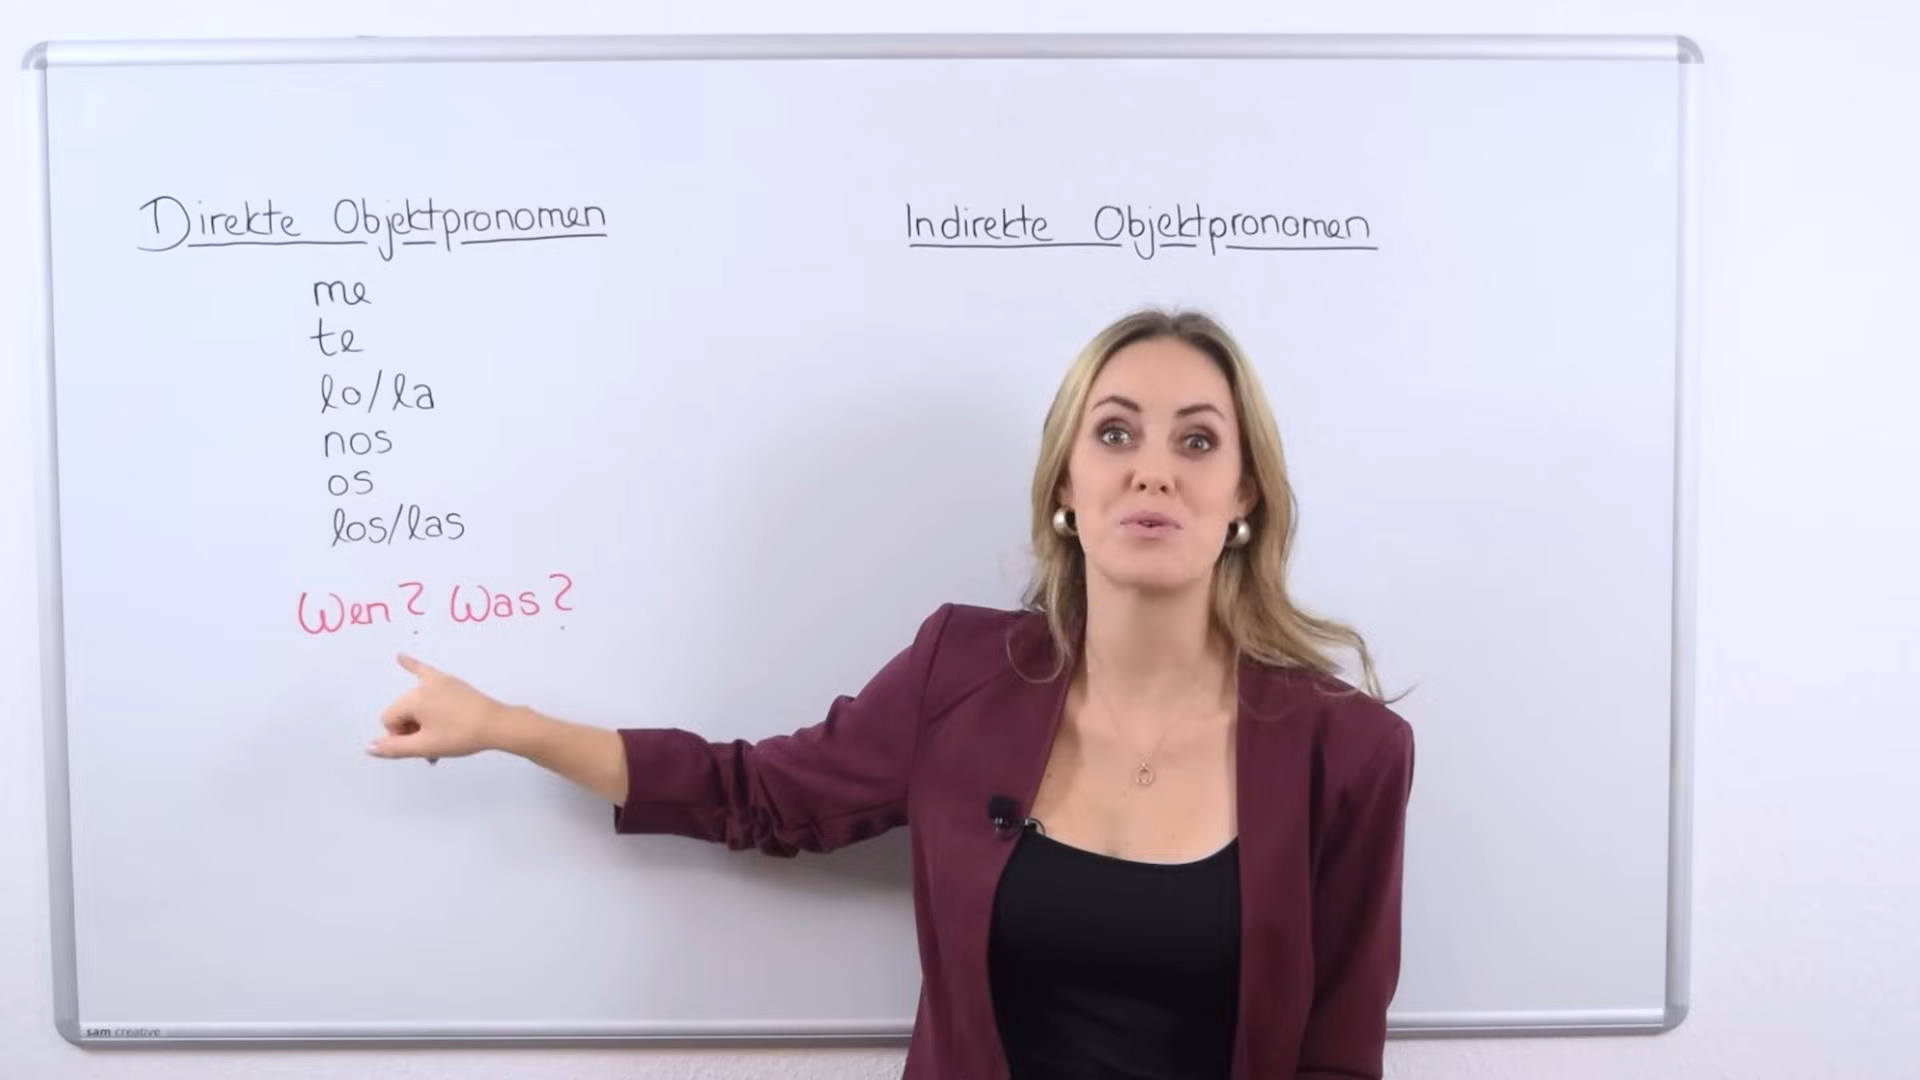 Direkte Objektpronomen
me
te
lo/la
nos
os
los/las
Wen? Was?
Indirekte Objektpronomen
sam creative